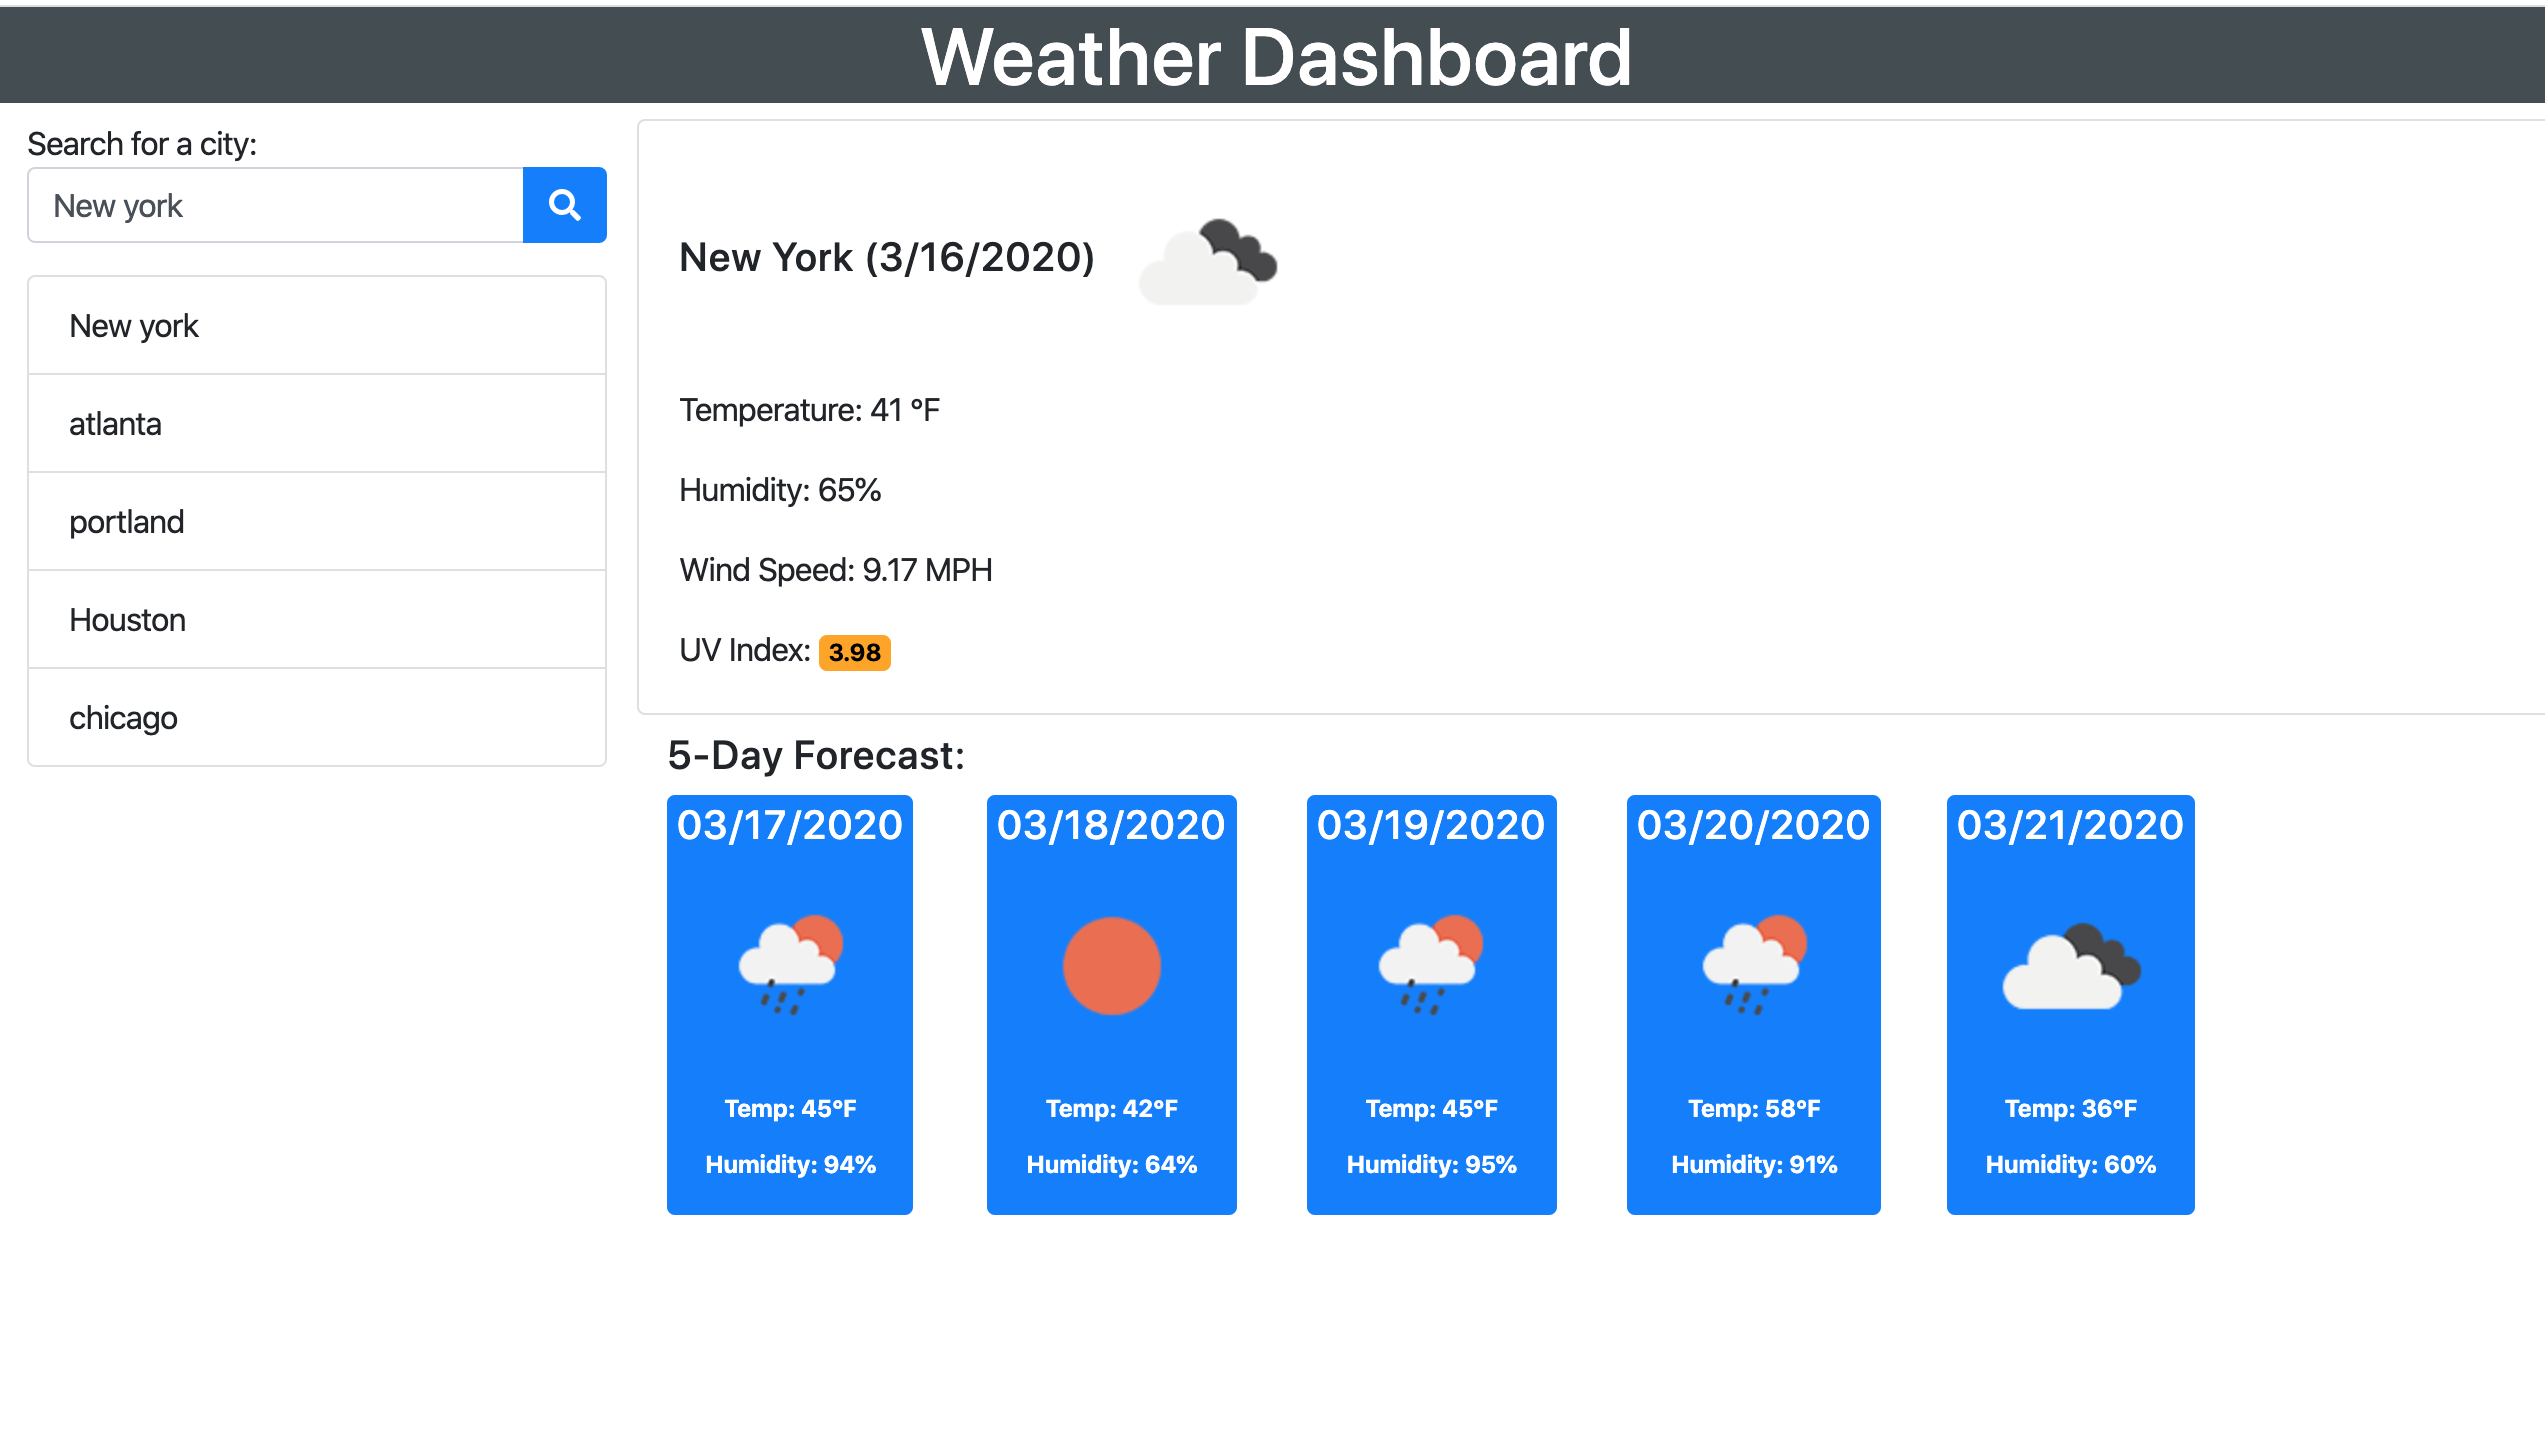 Weather Dashboard
Search for a city:
New york
New york
atlanta
portland
Houston
chicago
New York (3/16/2020)
Temperature: 41 °F
Humidity: 65%
Wind Speed: 9.17 MPH
UV Index: 3.98
5-Day Forecast:
03/17/2020
Temp: 45°F
Humidity: 94%
03/18/2020
Temp: 42°F
Humidity: 64%
03/19/2020
Temp: 45°F
Humidity: 95%
03/20/2020
Temp: 58°F
Humidity: 91%
03/21/2020
Temp: 36°F
Humidity: 60%